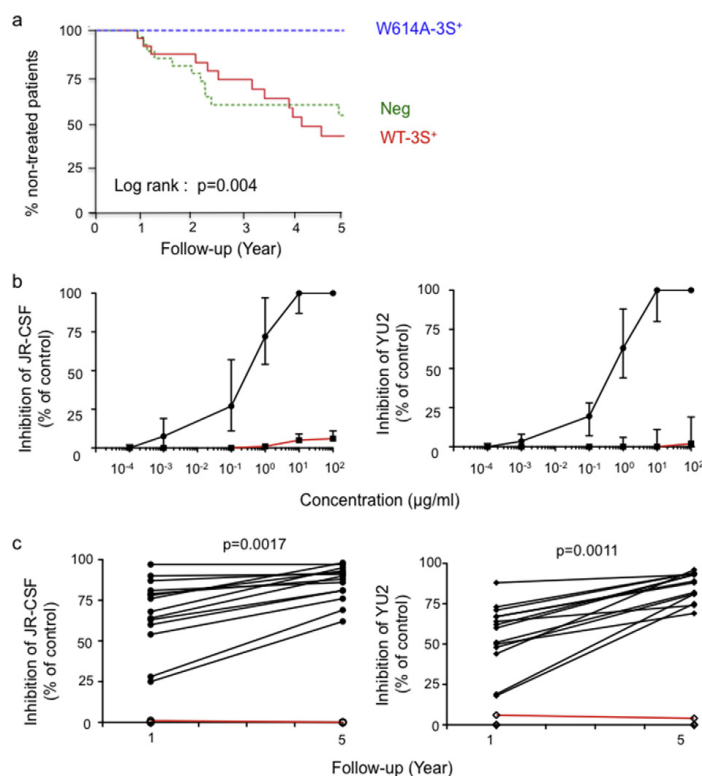 a
100
75
50
25
0
% non-treated patients
W614A-3S⁺
Neg
WT-3S⁺
Log rank : p=0.004
0 1 2 3 4 5
Follow-up (Year)
b
Inhibition of JR-CSF
(% of control)
100
75
50
25
0
10⁻⁴ 10⁻³ 10⁻² 10⁻¹ 10⁰ 10¹ 10²
Inhibition of YU2
(% of control)
100
75
50
25
0
10⁻⁴ 10⁻³ 10⁻² 10⁻¹ 10⁰ 10¹ 10²
Concentration (µg/ml)
c
p=0.0017
Inhibition of JR-CSF
(% of control)
100
75
50
25
0
1 5
p=0.0011
Inhibition of YU2
(% of control)
100
75
50
25
0
1 5
Follow-up (Year)